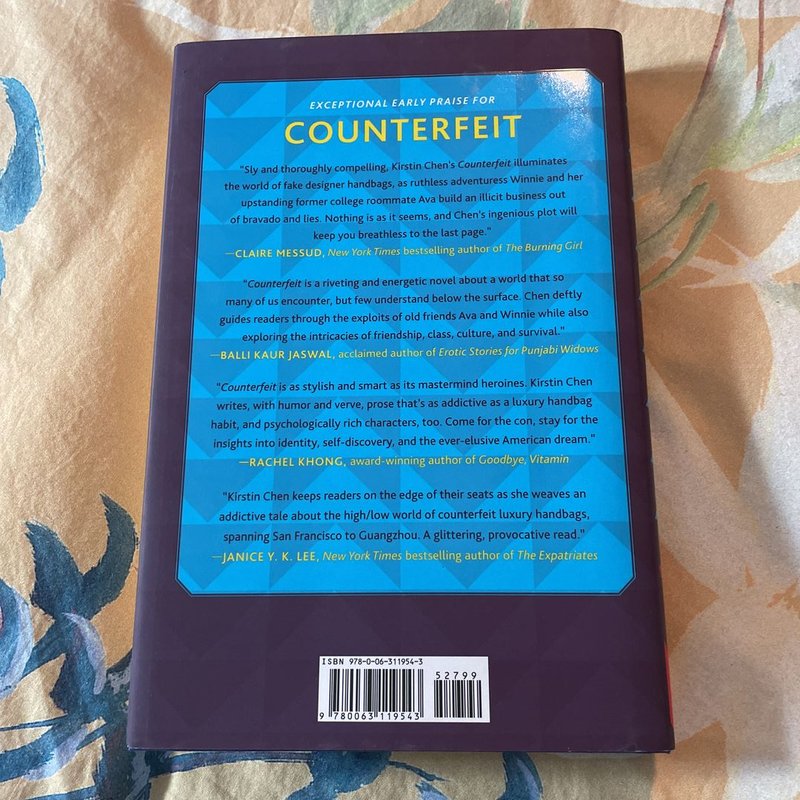 EXCEPTIONAL EARLY PRAISE FOR
COUNTERFEIT
"Sly and thoroughly compelling, Kirstin Chen's Counterfeit illuminates
the world of fake designer handbags, as ruthless adventuress Winnie and her
upstanding former college roommate Ava build an illicit business out
of bravado and lies. Nothing is as it seems, and Chen's ingenious plot will
keep you breathless to the last page."
—CLAIRE MESSUD, New York Times bestselling author of The Burning Girl
"Counterfeit is a riveting and energetic novel about a world that so
many of us encounter, but few understand below the surface. Chen deftly
guides readers through the exploits of old friends Ava and Winnie while also
exploring the intricacies of friendship, class, culture, and survival."
—BALLI KAUR JASWAL, acclaimed author of Erotic Stories for Punjabi Widows
"Counterfeit is as stylish and smart as its mastermind heroines. Kirstin Chen
writes, with humor and verve, prose that's as addictive as a luxury handbag
habit, and psychologically rich characters, too. Come for the con, stay for the
insights into identity, self-discovery, and the ever-elusive American dream."
—RACHEL KHONG, award-winning author of Goodbye, Vitamin
"Kirstin Chen keeps readers on the edge of their seats as she weaves an
addictive tale about the high/low world of counterfeit luxury handbags,
spanning San Francisco to Guangzhou. A glittering, provocative read."
—JANICE Y. K. LEE, New York Times bestselling author of The Expatriates
ISBN 978-0-06-311954-3
52799
9 780063 119543